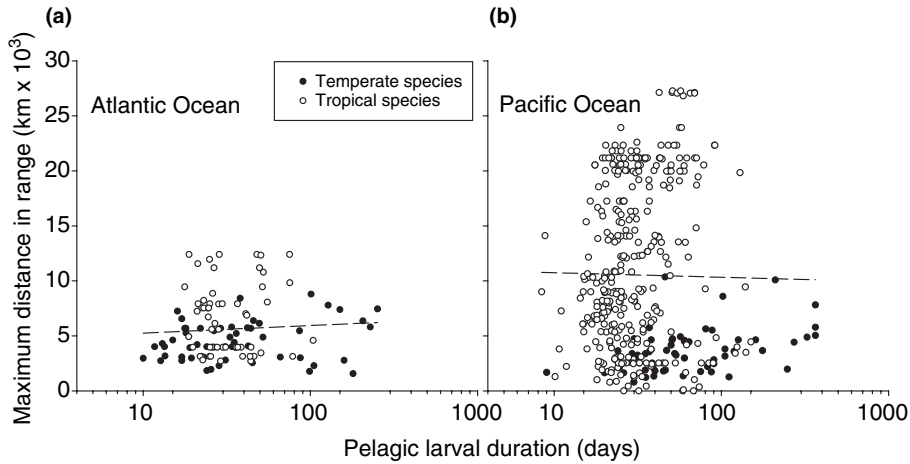 (a)
(b)
Maximum distance in range (km x 10³)
30
25
20
15
10
5
0
Atlantic Ocean
Temperate species
Tropical species
Pacific Ocean
10
100
1000
10
100
1000
Pelagic larval duration (days)